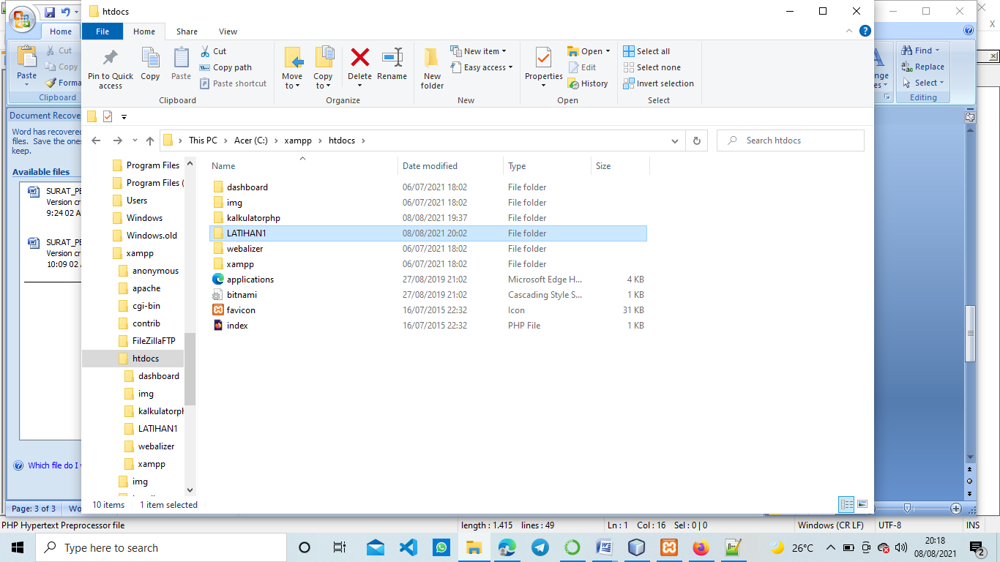 htdocs
File Home Share View
Home
Pin to Quick access
Copy
Paste
Cut
Copy path
Paste shortcut
Clipboard
Move to
Copy to
Delete
Rename
Organize
New folder
New item
Easy access
New
Properties
Open
Edit
History
Open
Select all
Select none
Invert selection
Select
Paste
Cut
Copy
Forma
Clipboard
Find
Replace
Select
Editing
This PC > Acer (C:) > xampp > htdocs >
Search htdocs
Document Recove
Word has recovered
files. Save the ones
keep.
Available files
SURAT_PE
Version cr
9:24 02 A
SURAT_PE
Version cr
10:09 02 A
Which file do I w
Page: 3 of 3 Wo
Program Files
Program Files (
Users
Windows
Windows.old
xampp
anonymous
apache
cgi-bin
contrib
FileZillaFTP
htdocs
dashboard
img
kalkulatorph
LATIHAN1
webalizer
xampp
img
Name Date modified Type Size
dashboard 06/07/2021 18:02 File folder
img 06/07/2021 18:02 File folder
kalkulatorphp 08/08/2021 19:37 File folder
LATIHAN1 08/08/2021 20:02 File folder
webalizer 06/07/2021 18:02 File folder
xampp 06/07/2021 18:02 File folder
applications 27/08/2019 21:02 Microsoft Edge H... 4 KB
bitnami 27/08/2019 21:02 Cascading Style S... 1 KB
favicon 16/07/2015 22:32 Icon 31 KB
index 16/07/2015 22:32 PHP File 1 KB
10 items 1 item selected
PHP Hypertext Preprocessor file length : 1.415 lines : 49 Ln : 1 Col : 16 Sel : 0 | 0 Windows (CR LF) UTF-8 INS
Type here to search
26°C
20:18
08/08/2021
2